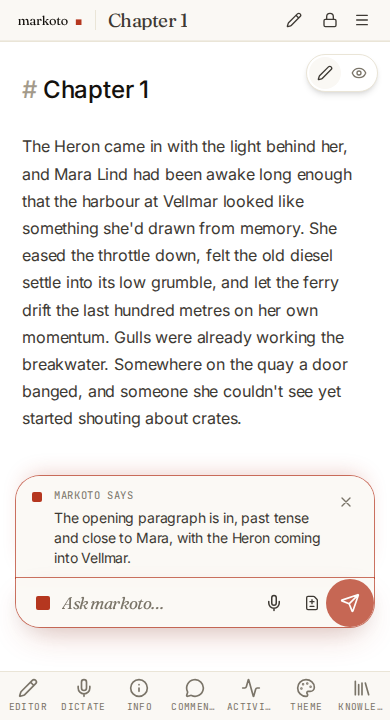 markoto
Chapter 1
# Chapter 1
The Heron came in with the light behind her,
and Mara Lind had been awake long enough
that the harbour at Vellmar looked like
something she'd drawn from memory. She
eased the throttle down, felt the old diesel
settle into its low grumble, and let the ferry
drift the last hundred metres on her own
momentum. Gulls were already working the
breakwater. Somewhere on the quay a door
banged, and someone she couldn't see yet
started shouting about crates.
MARKOTO SAYS
The opening paragraph is in, past tense
and close to Mara, with the Heron coming
into Vellmar.
Ask markoto...
EDITOR DICTATE INFO COMMEN… ACTIVI… THEME KNOWLE…